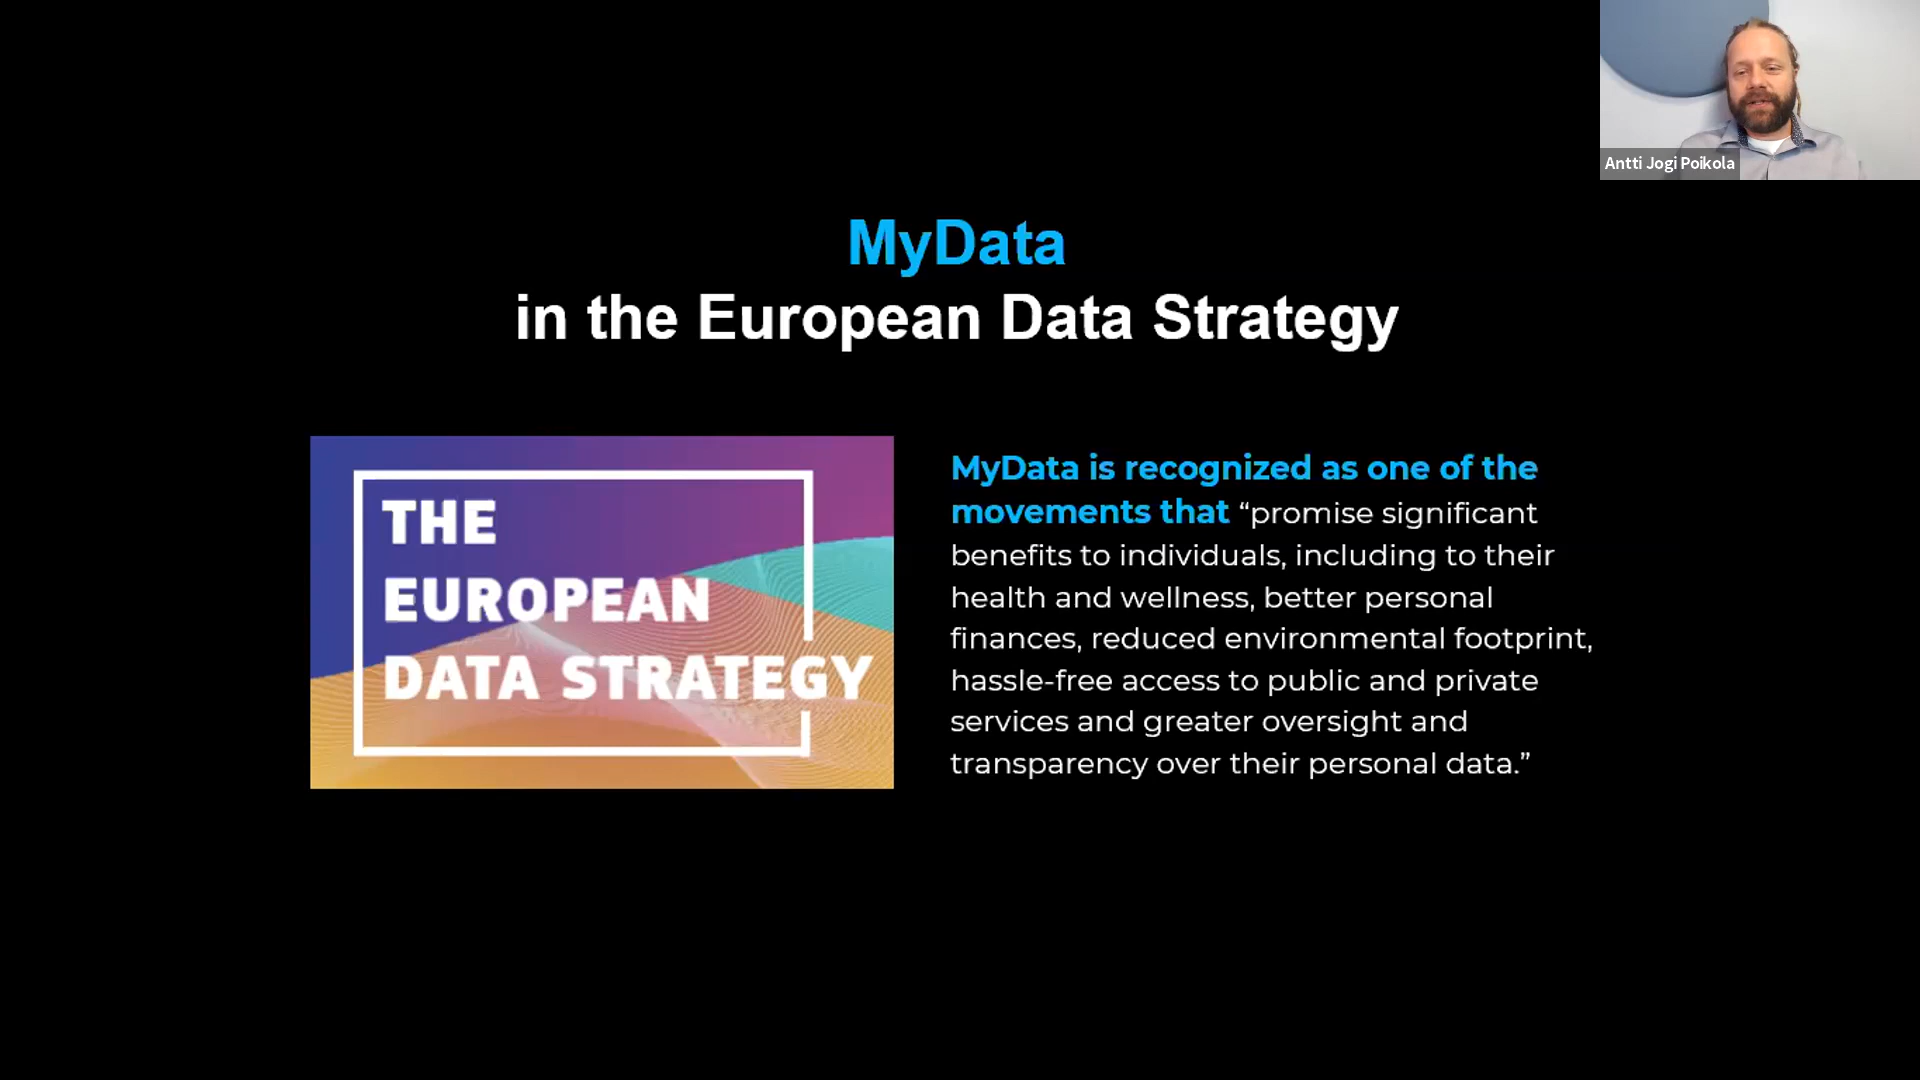 Antti Jogi Poikola
MyData
in the European Data Strategy
THE
EUROPEAN
DATA STRATEGY
MyData is recognized as one of the
movements that “promise significant
benefits to individuals, including to their
health and wellness, better personal
finances, reduced environmental footprint,
hassle-free access to public and private
services and greater oversight and
transparency over their personal data.”